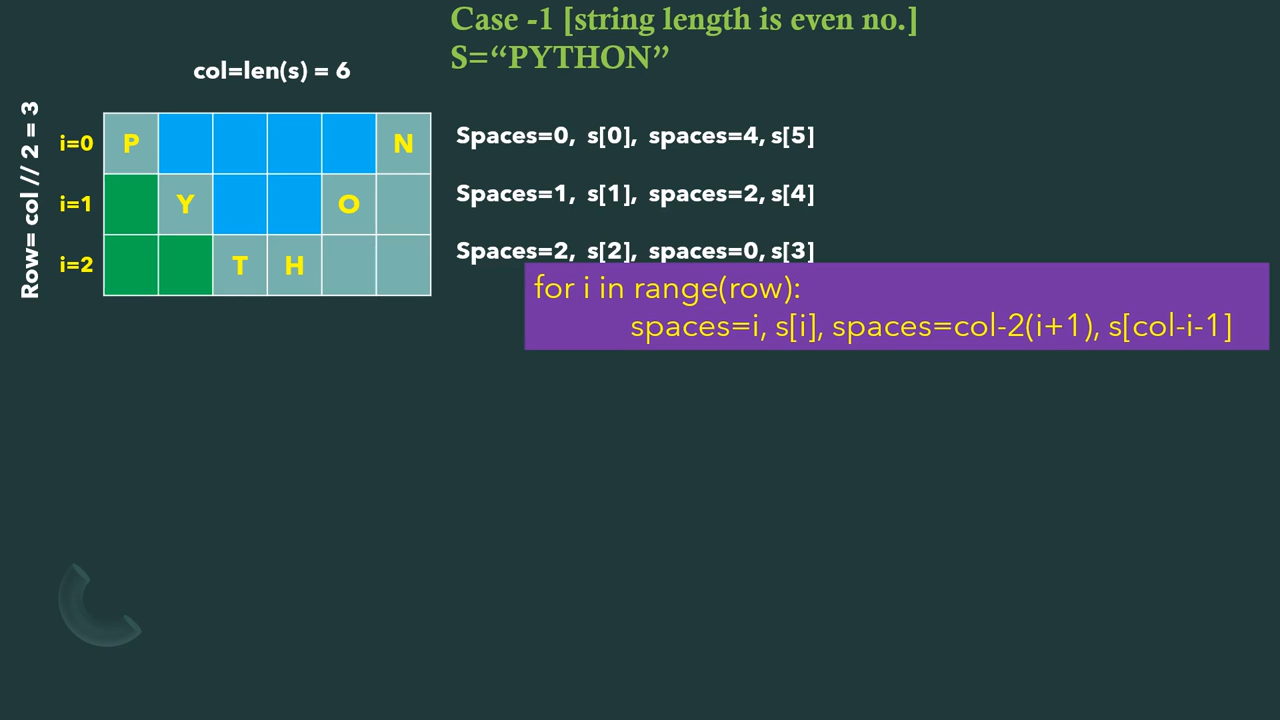 Case -1 [string length is even no.]
S=“PYTHON”
col=len(s) = 6
Row= col // 2 = 3
i=0 P N
i=1 Y O
i=2 T H
Spaces=0, s[0], spaces=4, s[5]
Spaces=1, s[1], spaces=2, s[4]
Spaces=2, s[2], spaces=0, s[3]
for i in range(row):
spaces=i, s[i], spaces=col-2(i+1), s[col-i-1]